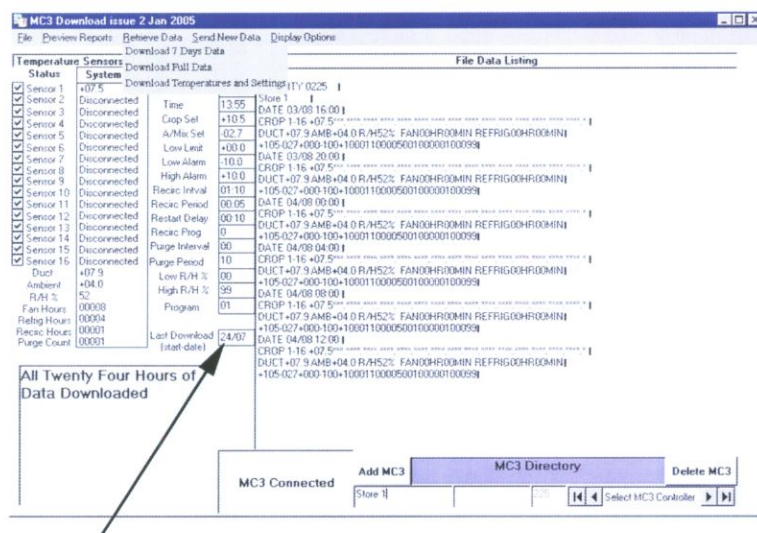 MC3 Download issue 2 Jan 2005
File Preview Reports Retrieve Data Send New Data Display Options
Download 7 Days Data
Download Full Data
Download Temperatures and Settings
Temperature Sensors
Status System
Sensor 1 +07.5
Sensor 2 Disconnected
Sensor 3 Disconnected
Sensor 4 Disconnected
Sensor 5 Disconnected
Sensor 6 Disconnected
Sensor 7 Disconnected
Sensor 8 Disconnected
Sensor 9 Disconnected
Sensor 10 Disconnected
Sensor 11 Disconnected
Sensor 12 Disconnected
Sensor 13 Disconnected
Sensor 14 Disconnected
Sensor 15 Disconnected
Sensor 16 Disconnected
Duct +07.9
Ambient +04.0
R/H % 52
Fan Hours 00008
Refrig Hours 00004
Recirc Hours 00001
Purge Count 00001
Time 13:55
Crop Set +10.5
A/Mix Set -02.7
Low Limit +00.0
Low Alarm -10.0
High Alarm +10.0
Recirc Intval 01:10
Recirc Period 00:05
Restart Delay 00:10
Recirc Prog 0
Purge Interval 00
Purge Period 10
Low R/H % 00
High R/H % 99
Program 01
Last Download 24/07
(start-date)
File Data Listing
ITY 0225
Store 1
DATE 03/08 16:00
CROP 1-16 +07.5*** **** **** **** **** **** **** **** **** **** **** **** **** **** **** *
DUCT+07.9 AMB+04.0 R/H52% FAN00HR00MIN REFRIG00HR00MIN
+105-027+000-100+10001100005001000001000991
DATE 03/08 20:00
CROP 1-16 +07.5*** **** **** **** **** **** **** **** **** **** **** **** **** **** **** *
DUCT+07.9 AMB+04.0 R/H52% FAN00HR00MIN REFRIG00HR00MIN
+105-027+000-100+10001100005001000001000991
DATE 04/08 00:00
CROP 1-16 +07.5*** **** **** **** **** **** **** **** **** **** **** **** **** **** **** *
DUCT+07.9 AMB+04.0 R/H52% FAN00HR00MIN REFRIG00HR00MIN
+105-027+000-100+10001100005001000001000991
DATE 04/08 04:00
CROP 1-16 +07.5*** **** **** **** **** **** **** **** **** **** **** **** **** **** **** *
DUCT+07.9 AMB+04.0 R/H52% FAN00HR00MIN REFRIG00HR00MIN
+105-027+000-100+10001100005001000001000991
DATE 04/08 08:00
CROP 1-16 +07.5*** **** **** **** **** **** **** **** **** **** **** **** **** **** **** *
DUCT+07.9 AMB+04.0 R/H52% FAN00HR00MIN REFRIG00HR00MIN
+105-027+000-100+10001100005001000001000991
DATE 04/08 12:00
CROP 1-16 +07.5*** **** **** **** **** **** **** **** **** **** **** **** **** **** **** *
DUCT+07.9 AMB+04.0 R/H52% FAN00HR00MIN REFRIG00HR00MIN
+105-027+000-100+10001100005001000001000991
All Twenty Four Hours of
Data Downloaded
MC3 Connected
Add MC3 MC3 Directory Delete MC3
Store 1 225 Select MC3 Controller